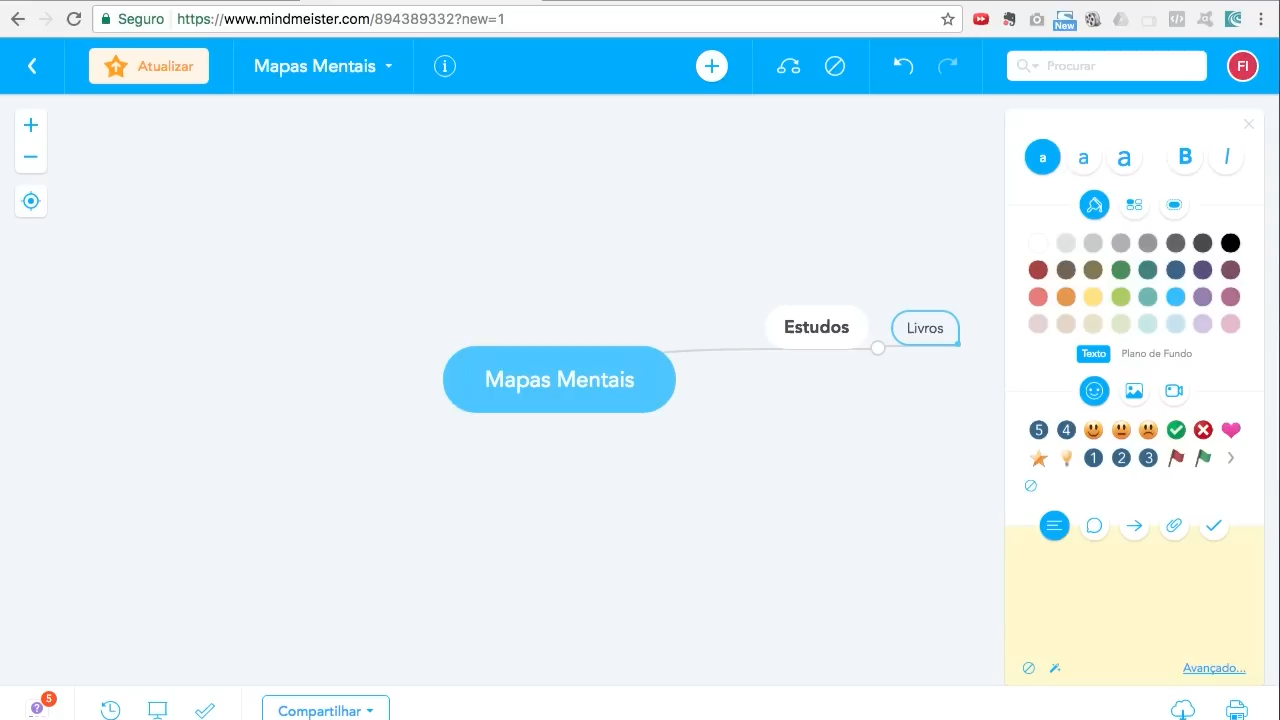 Seguro
https://www.mindmeister.com/894389332?new=1
New
Atualizar
Mapas Mentais
i
Procurar
FI
a a a B I
Estudos
Livros
Mapas Mentais
Texto
Plano de Fundo
5 4
1 2 3
Avançado...
?
5
Compartilhar